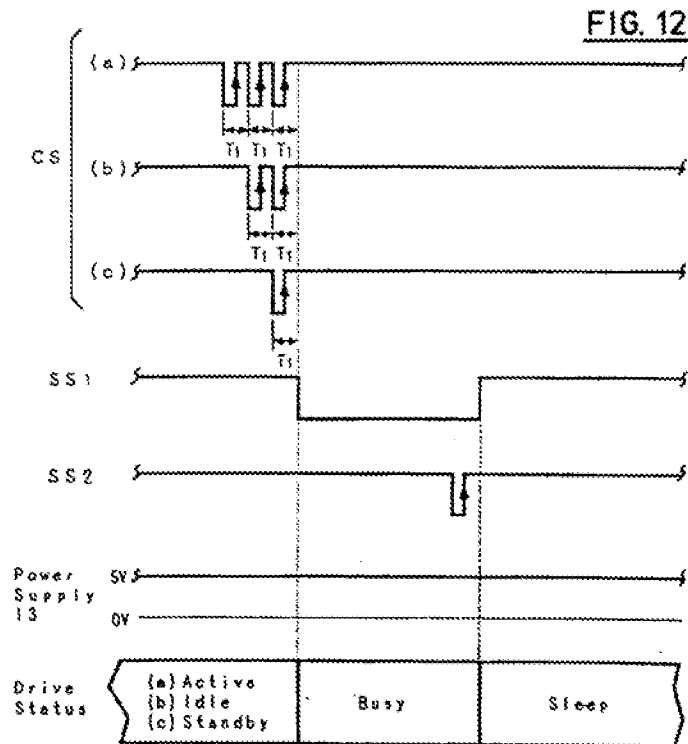 FIG. 12
CS
(a)
T1 T1 T1
(b)
T1 T1
(c)
T1
SS1
SS2
Power Supply 13
5V
0V
Drive Status
(a) Active
(b) Idle
(c) Standby
Busy
Sleep